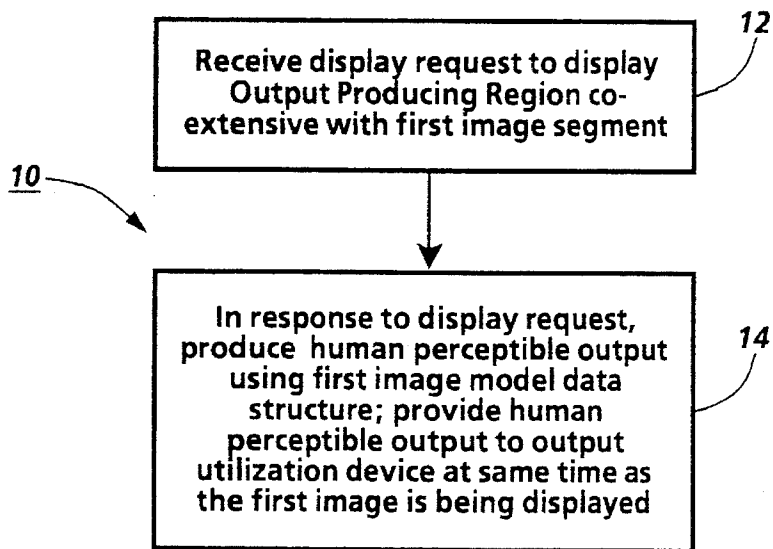 12
Receive display request to display
Output Producing Region co-
extensive with first image segment
10
In response to display request,
produce human perceptible output
using first image model data
structure; provide human
perceptible output to output
utilization device at same time as
the first image is being displayed
14